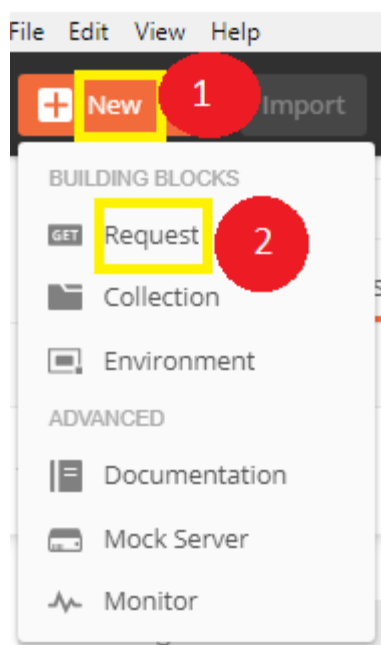 File Edit View Help
New 1 Import
BUILDING BLOCKS
GET Request 2
Collection
Environment
ADVANCED
Documentation
Mock Server
Monitor